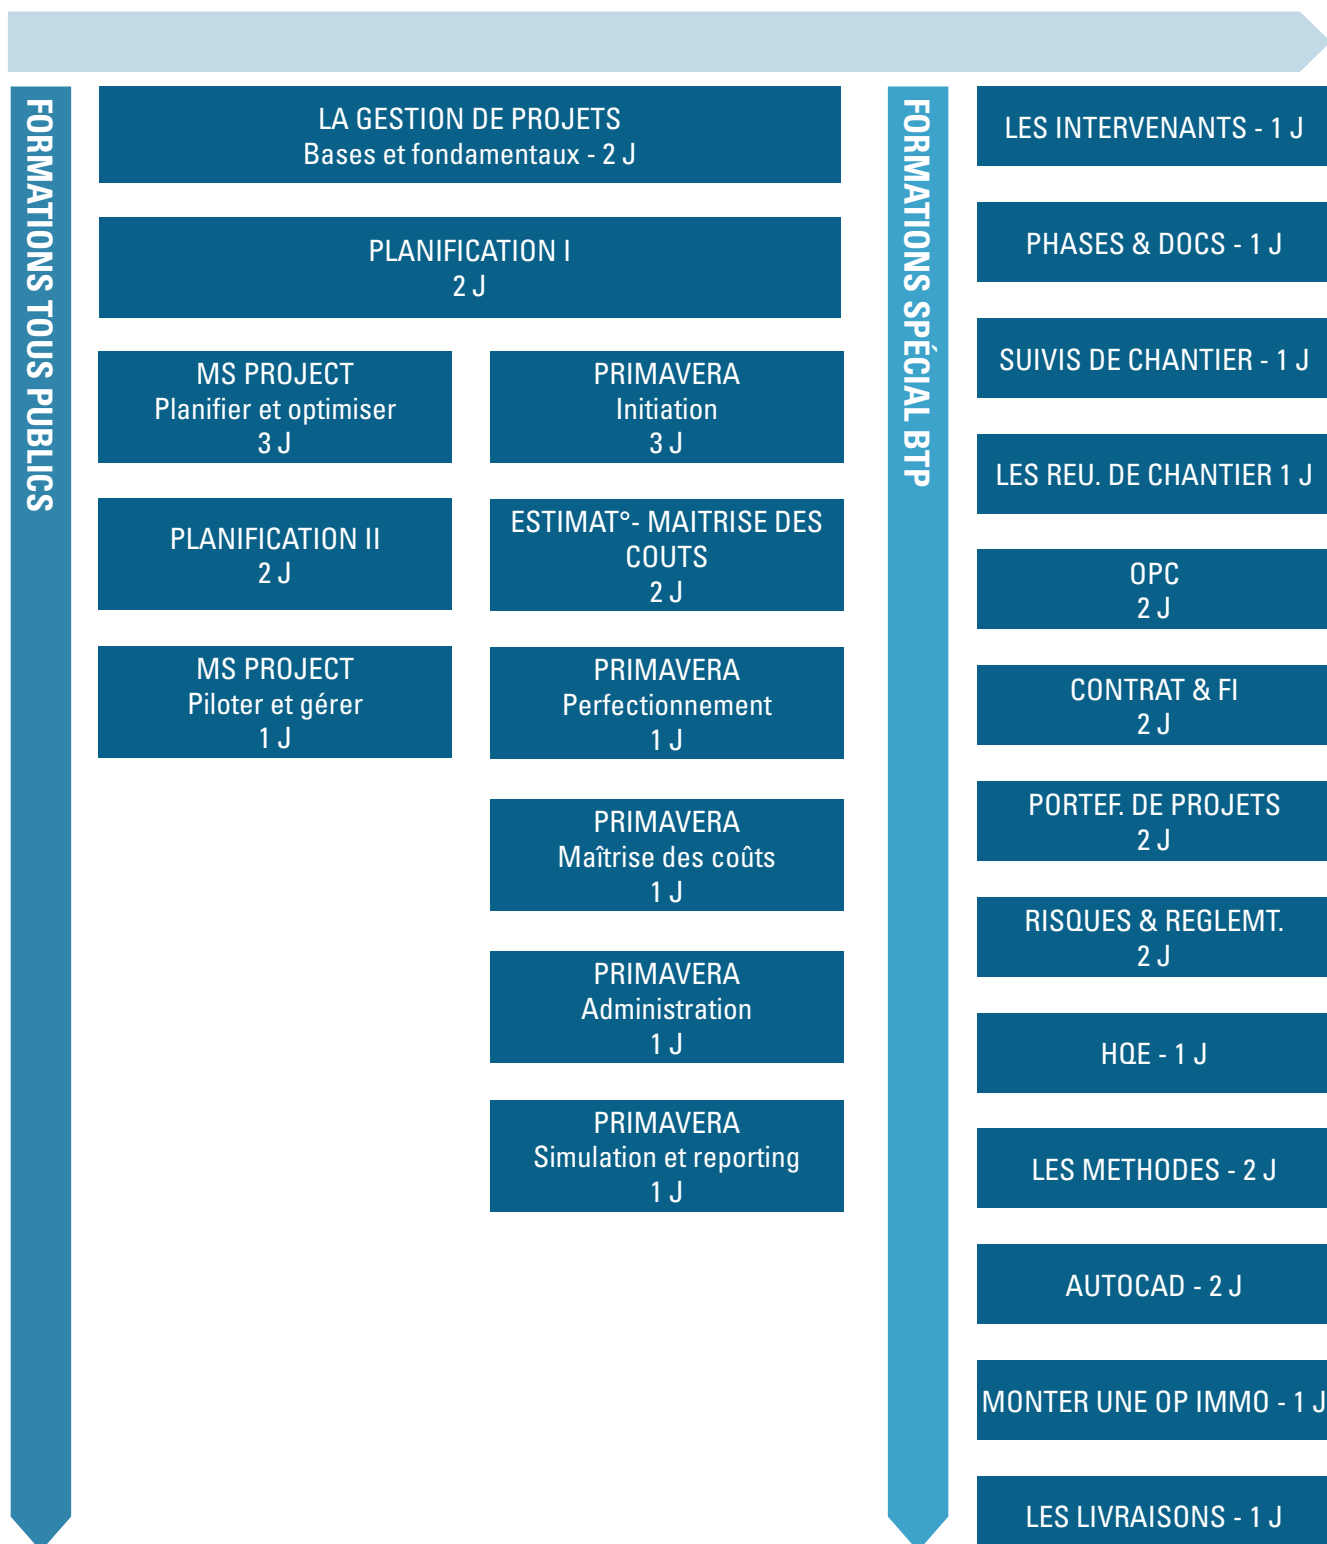 FORMATIONS TOUS PUBLICS
LA GESTION DE PROJETS
Bases et fondamentaux - 2 J
PLANIFICATION I
2 J
MS PROJECT
Planifier et optimiser
3 J
PLANIFICATION II
2 J
MS PROJECT
Piloter et gérer
1 J
PRIMAVERA
Initiation
3 J
ESTIMAT°- MAITRISE DES
COUTS
2 J
PRIMAVERA
Perfectionnement
1 J
PRIMAVERA
Maîtrise des coûts
1 J
PRIMAVERA
Administration
1 J
PRIMAVERA
Simulation et reporting
1 J
FORMATIONS SPÉCIAL BTP
LES INTERVENANTS - 1 J
PHASES & DOCS - 1 J
SUIVIS DE CHANTIER - 1 J
LES REU. DE CHANTIER 1 J
OPC
2 J
CONTRAT & FI
2 J
PORTEF. DE PROJETS
2 J
RISQUES & REGLEMT.
2 J
HQE - 1 J
LES METHODES - 2 J
AUTOCAD - 2 J
MONTER UNE OP IMMO - 1 J
LES LIVRAISONS - 1 J